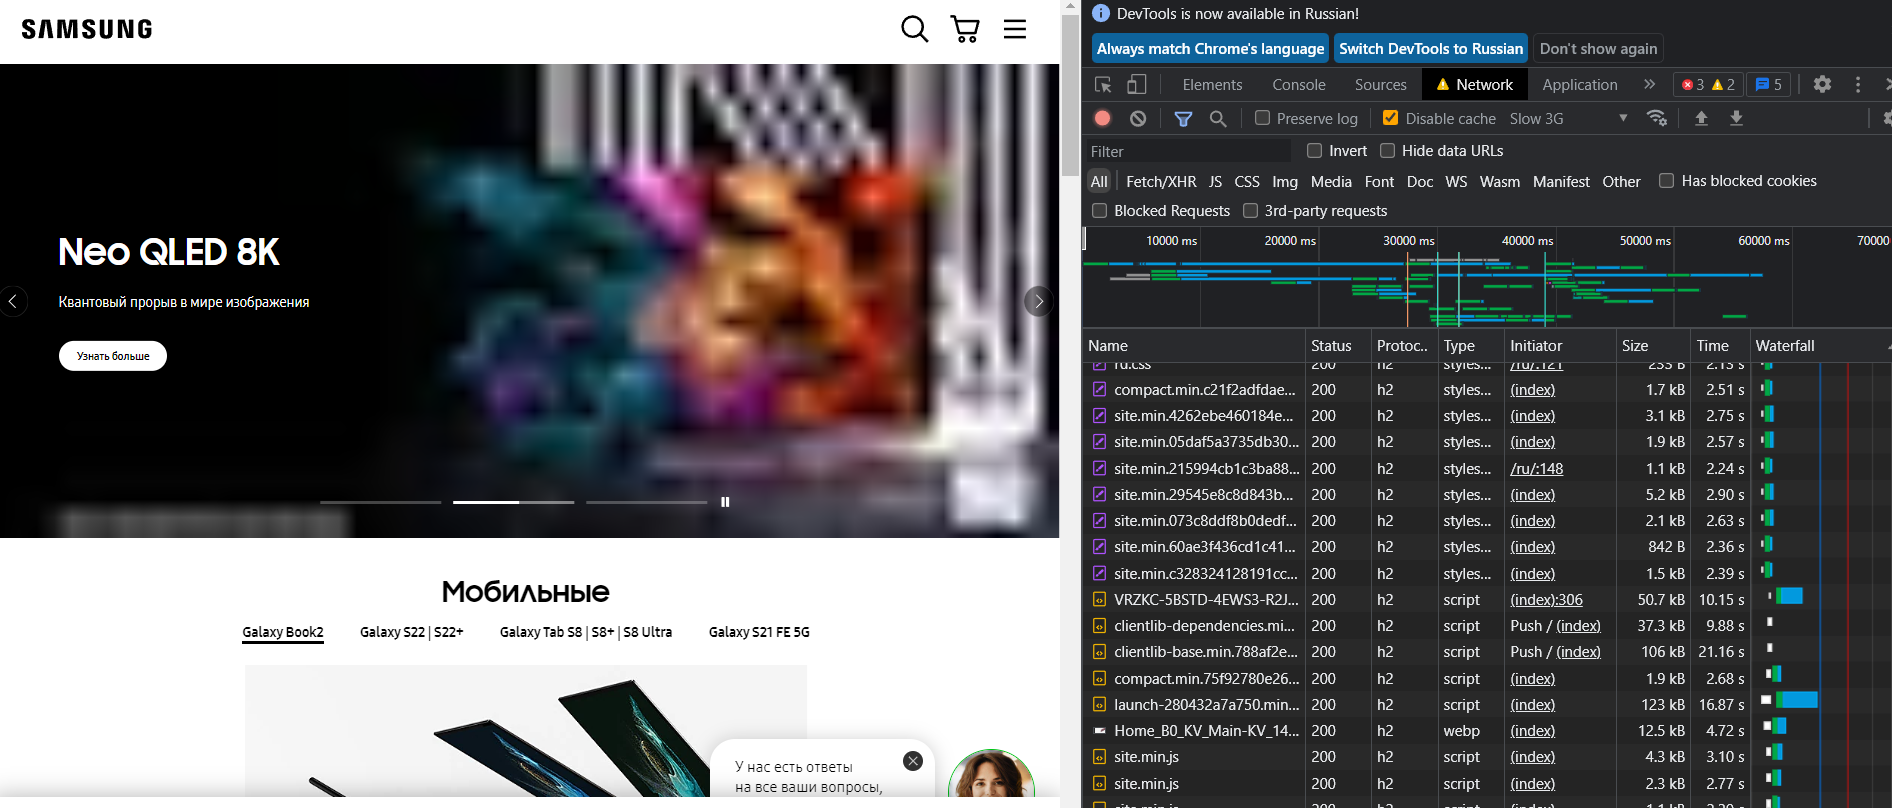 SAMSUNG
Neo QLED 8K
Квантовый прорыв в мире изображения
Узнать больше
Мобильные
Galaxy Book2 Galaxy S22 | S22+ Galaxy Tab S8 | S8+ | S8 Ultra Galaxy S21 FE 5G
У нас есть ответы
на все ваши вопросы,
DevTools is now available in Russian!
Always match Chrome's language Switch DevTools to Russian Don't show again
Elements Console Sources Network Application » 3 2 5
Preserve log Disable cache Slow 3G
Filter Invert Hide data URLs
All Fetch/XHR JS CSS Img Media Font Doc WS Wasm Manifest Other Has blocked cookies
Blocked Requests 3rd-party requests
10000 ms 20000 ms 30000 ms 40000 ms 50000 ms 60000 ms 70000
Name Status Protoc.. Type Initiator Size Time Waterfall
ru.css 200 h2 styles... /ru/:121 233 B 2.13 s
compact.min.c21f2adfdae... 200 h2 styles... (index) 1.7 kB 2.51 s
site.min.4262ebe460184e... 200 h2 styles... (index) 3.1 kB 2.75 s
site.min.05daf5a3735db30... 200 h2 styles... (index) 1.9 kB 2.57 s
site.min.215994cb1c3ba88... 200 h2 styles... /ru/:148 1.1 kB 2.24 s
site.min.29545e8c8d843b... 200 h2 styles... (index) 5.2 kB 2.90 s
site.min.073c8ddf8b0dedf... 200 h2 styles... (index) 2.1 kB 2.63 s
site.min.60ae3f436cd1c41... 200 h2 styles... (index) 842 B 2.36 s
site.min.c328324128191cc... 200 h2 styles... (index) 1.5 kB 2.39 s
VRZKC-5BSTD-4EWS3-R2J... 200 h2 script (index):306 50.7 kB 10.15 s
clientlib-dependencies.mi... 200 h2 script Push / (index) 37.3 kB 9.88 s
clientlib-base.min.788af2e... 200 h2 script Push / (index) 106 kB 21.16 s
compact.min.75f92780e26... 200 h2 script (index) 1.9 kB 2.68 s
launch-280432a7a750.min... 200 h2 script (index) 123 kB 16.87 s
Home_B0_KV_Main-KV_14... 200 h2 webp (index) 12.5 kB 4.72 s
site.min.js 200 h2 script (index) 4.3 kB 3.10 s
site.min.js 200 h2 script (index) 2.3 kB 2.77 s